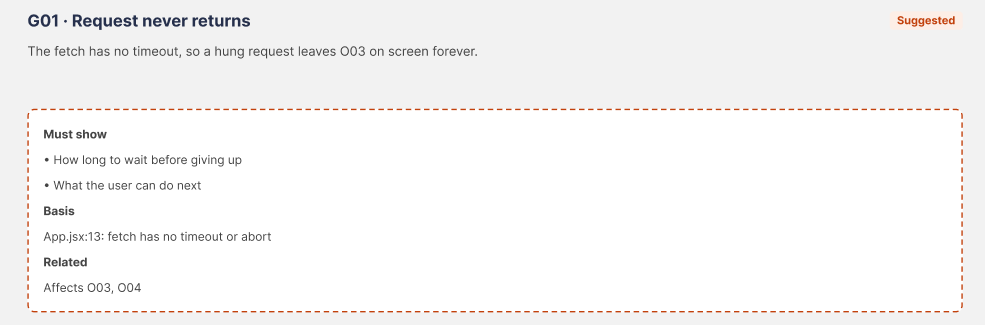 G01 · Request never returns
Suggested
The fetch has no timeout, so a hung request leaves O03 on screen forever.
Must show
• How long to wait before giving up
• What the user can do next
Basis
App.jsx:13: fetch has no timeout or abort
Related
Affects O03, O04